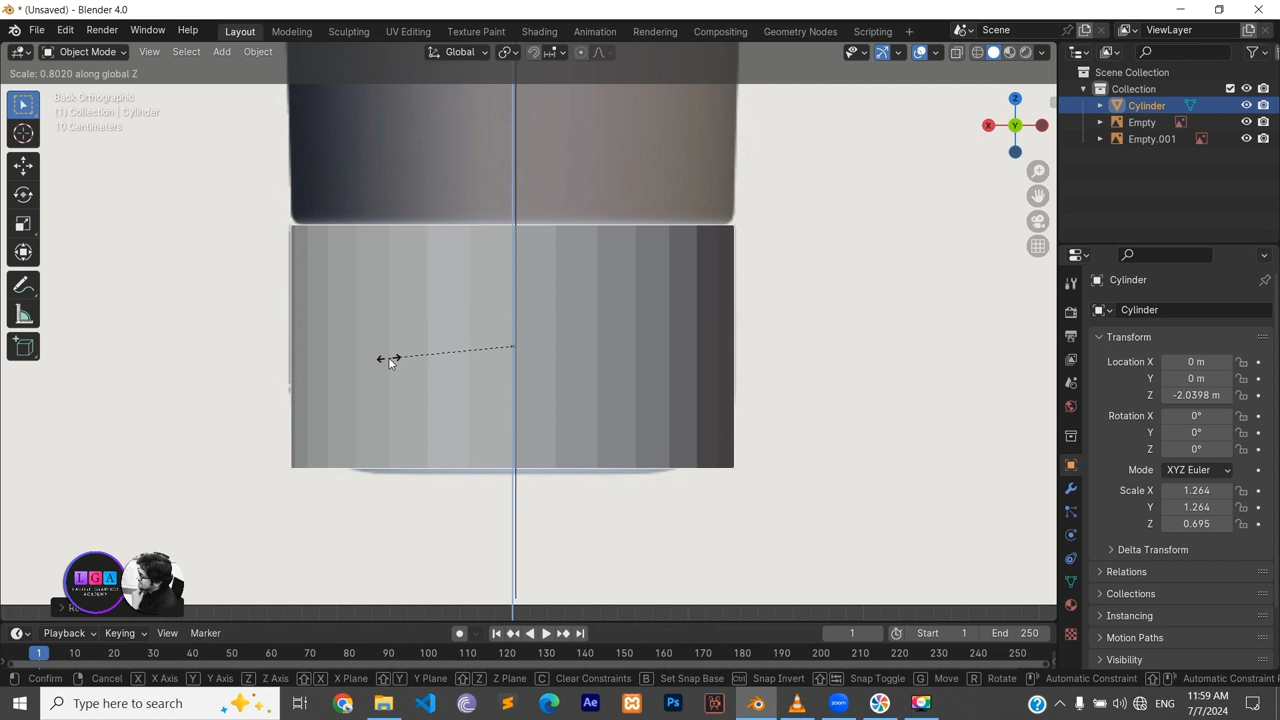 * (Unsaved) - Blender 4.0
File Edit Render Window Help Layout Modeling Sculpting UV Editing Texture Paint Shading Animation Rendering Compositing Geometry Nodes Scripting + Scene ViewLayer
Object Mode View Select Add Object Global
Scale: 0.8020 along global Z
Back Orthographic
(1) Collection | Cylinder
10 Centimeters
Z
X
Y
Scene Collection
Collection
Cylinder
Empty
Empty.001
Cylinder
Cylinder
Transform
Location X 0 m
Y 0 m
Z -2.0398 m
Rotation X 0°
Y 0°
Z 0°
Mode XYZ Euler
Scale X 1.264
Y 1.264
Z 0.695
Delta Transform
Relations
Collections
Instancing
Motion Paths
Visibility
LGA
Playback Keying View Marker 1 Start 1 End 250
1 10 20 30 40 50 60 70 80 90 100 110 120 130 140 150 160 170 180 190 200 210 220 230 240 250
Confirm Cancel X X Axis Y Y Axis Z Z Axis X X Plane Y Y Plane Z Z Plane C Clear Constraints B Set Snap Base Ctrl Snap Invert Snap Toggle G Move R Rotate Automatic Constraint Automatic Constra
Type here to search Ae Ps zoom ENG 11:59 AM
7/7/2024